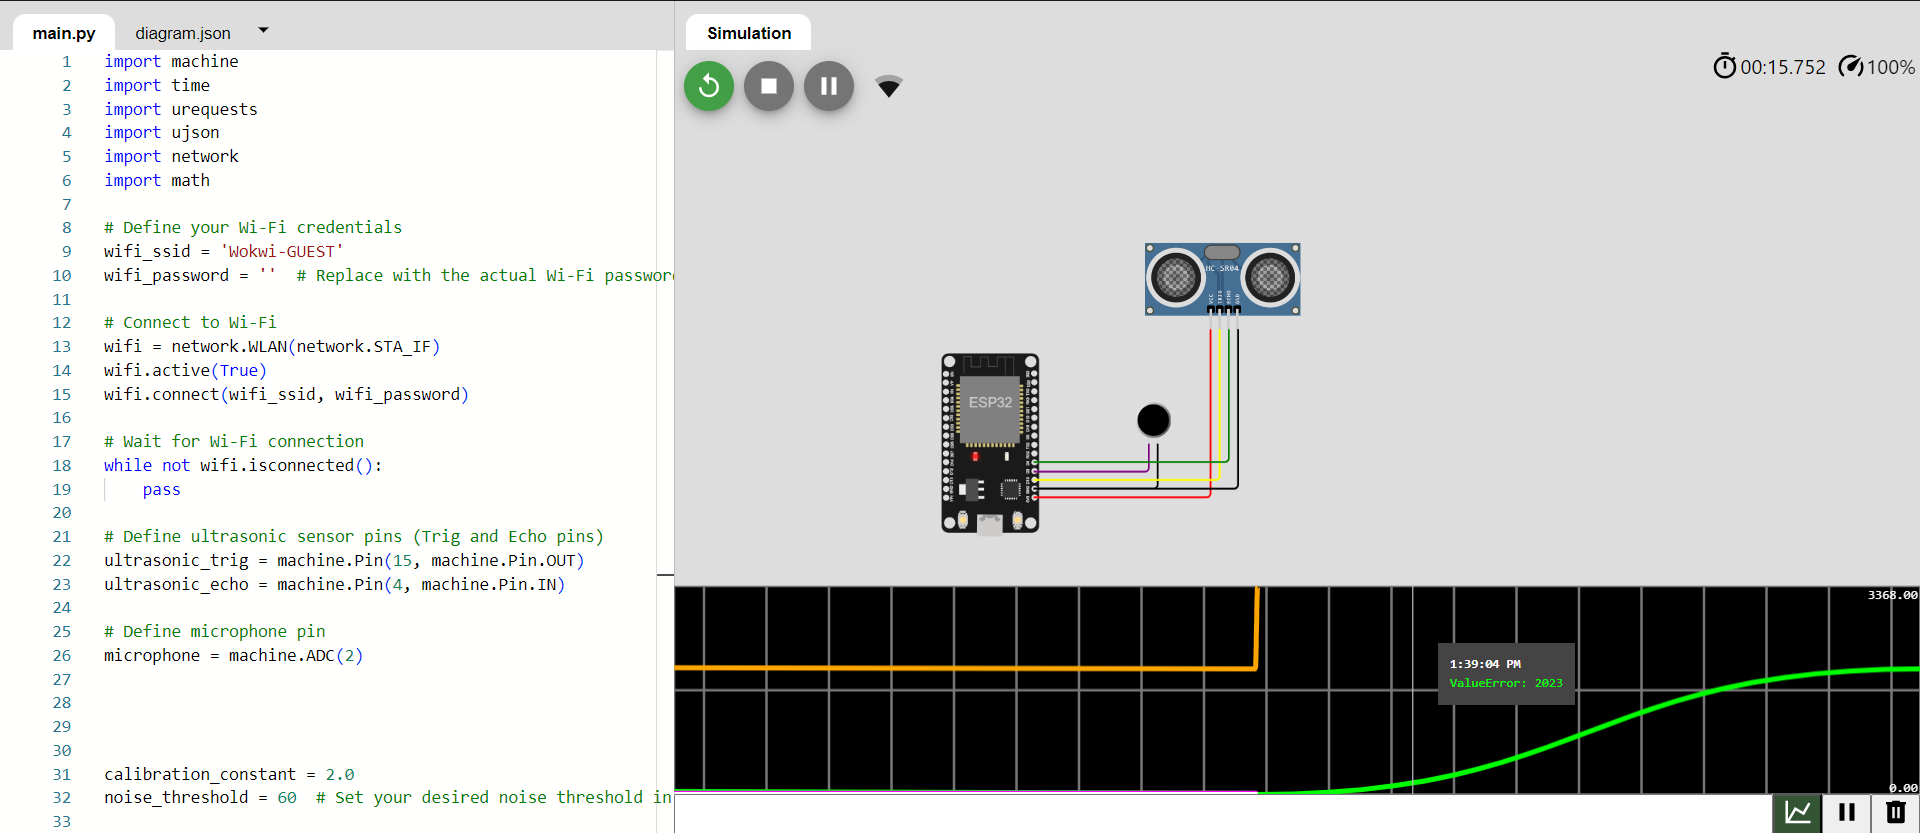 main.py diagram.json
1 import machine
2 import time
3 import urequests
4 import ujson
5 import network
6 import math
7
8 # Define your Wi-Fi credentials
9 wifi_ssid = 'Wokwi-GUEST'
10 wifi_password = '' # Replace with the actual Wi-Fi passwor
11
12 # Connect to Wi-Fi
13 wifi = network.WLAN(network.STA_IF)
14 wifi.active(True)
15 wifi.connect(wifi_ssid, wifi_password)
16
17 # Wait for Wi-Fi connection
18 while not wifi.isconnected():
19 pass
20
21 # Define ultrasonic sensor pins (Trig and Echo pins)
22 ultrasonic_trig = machine.Pin(15, machine.Pin.OUT)
23 ultrasonic_echo = machine.Pin(4, machine.Pin.IN)
24
25 # Define microphone pin
26 microphone = machine.ADC(2)
27
28
29
30
31 calibration_constant = 2.0
32 noise_threshold = 60 # Set your desired noise threshold in
33
Simulation
00:15.752 100%
HC-SR04
VCC TRIG ECHO GND
ESP32
3368.00
1:39:04 PM
ValueError: 2023
0.00